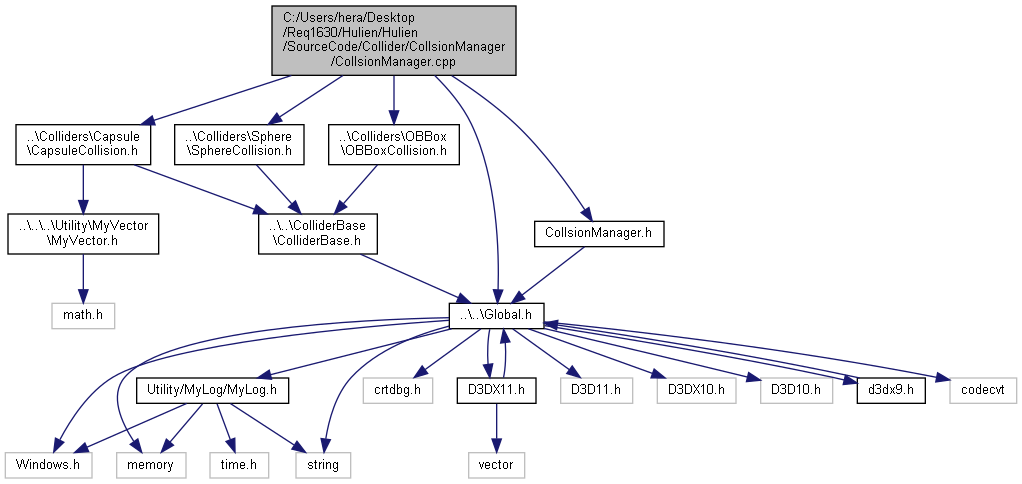 C:/Users/hera/Desktop
/Req1630/Hulien/Hulien
/SourceCode/Collider/CollsionManager
/CollsionManager.cpp
..\Colliders\Capsule
\CapsuleCollision.h
..\Colliders\Sphere
\SphereCollision.h
..\Colliders\OBBox
\OBBoxCollision.h
..\..\..\Utility\MyVector
\MyVector.h
..\..\ColliderBase
\ColliderBase.h
CollsionManager.h
math.h
..\..\Global.h
Utility/MyLog/MyLog.h
crtdbg.h
D3DX11.h
D3D11.h
D3DX10.h
D3D10.h
d3dx9.h
codecvt
Windows.h
memory
time.h
string
vector